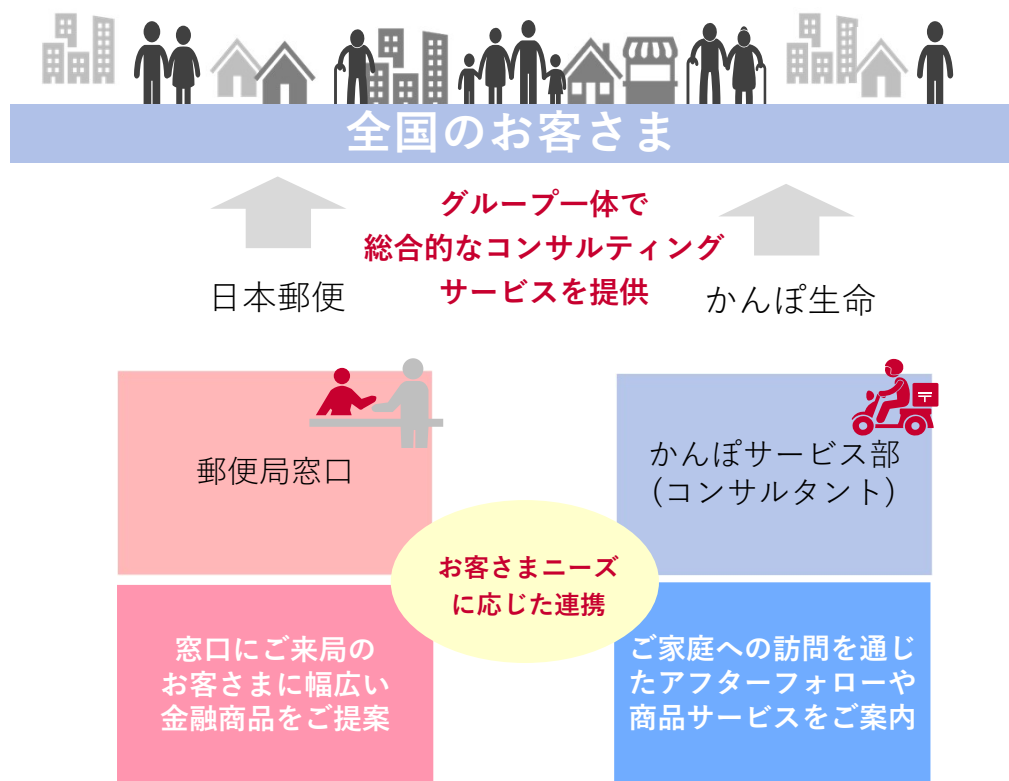 全国のお客さま
グループ一体で
総合的なコンサルティング
サービスを提供
日本郵便
かんぽ生命
郵便局窓口
〒
かんぽサービス部
(コンサルタント)
お客さまニーズ
に応じた連携
窓口にご来局の
お客さまに幅広い
金融商品をご提案
ご家庭への訪問を通じ
たアフターフォローや
商品サービスをご案内